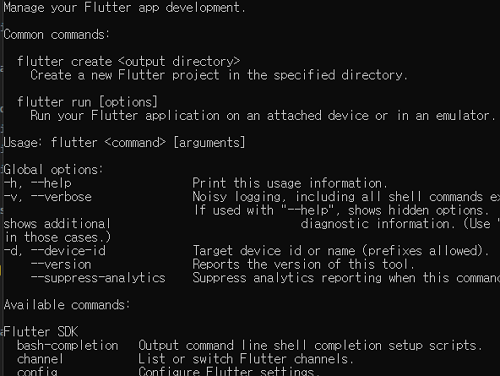 Manage your Flutter app development.
Common commands:
flutter create <output directory>
Create a new Flutter project in the specified directory.
flutter run [options]
Run your Flutter application on an attached device or in an emulator.
Usage: flutter <command> [arguments]
Global options:
-h, --help Print this usage information.
-v, --verbose Noisy logging, including all shell commands ex
If used with "--help", shows hidden options.
shows additional diagnostic information. (Use "
in those cases.)
-d, --device-id Target device id or name (prefixes allowed).
--version Reports the version of this tool.
--suppress-analytics Suppress analytics reporting when this command
Available commands:
Flutter SDK
bash-completion Output command line shell completion setup scripts.
channel List or switch Flutter channels.
config Configure Flutter settings.